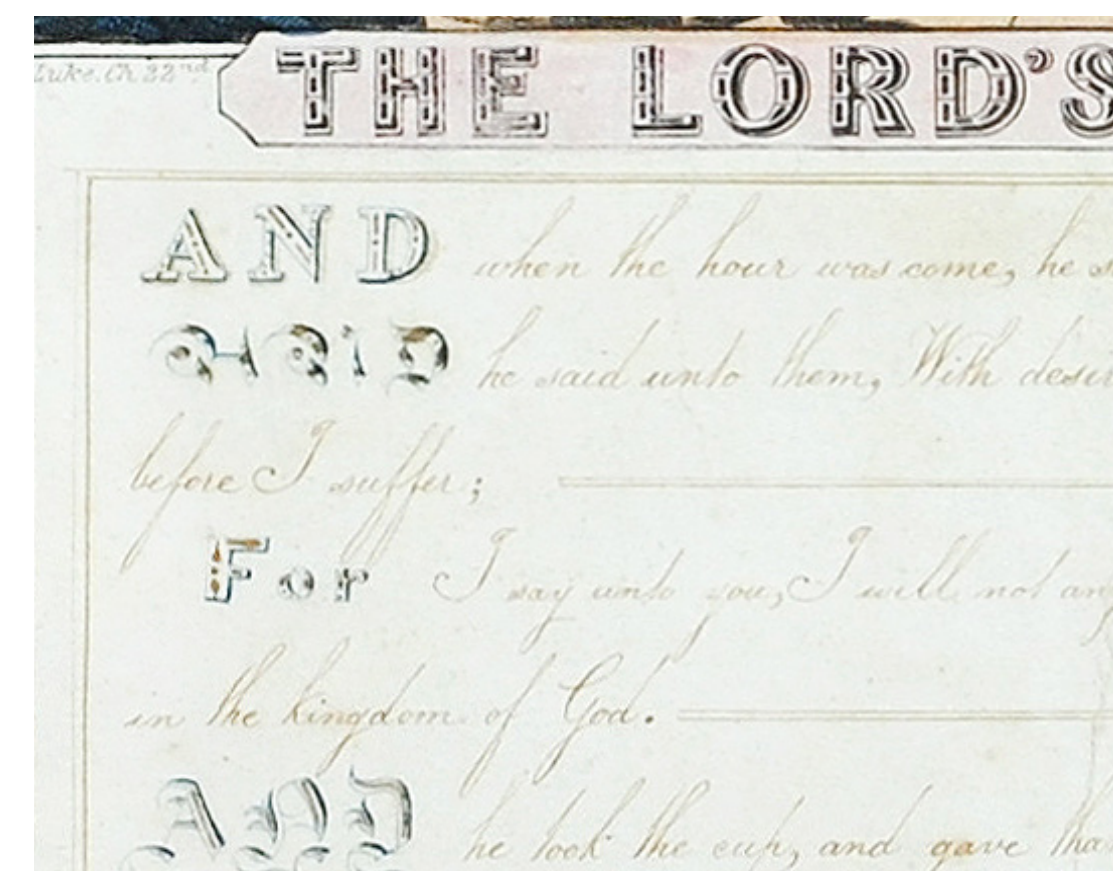 THE LORD'S
Luke. Ch. 22nd.
AND when the hour was come, he
AND he said unto them, With
before I suffer;
For I say unto you, I will not
in the kingdom of God.
AND he took the cup, and gave